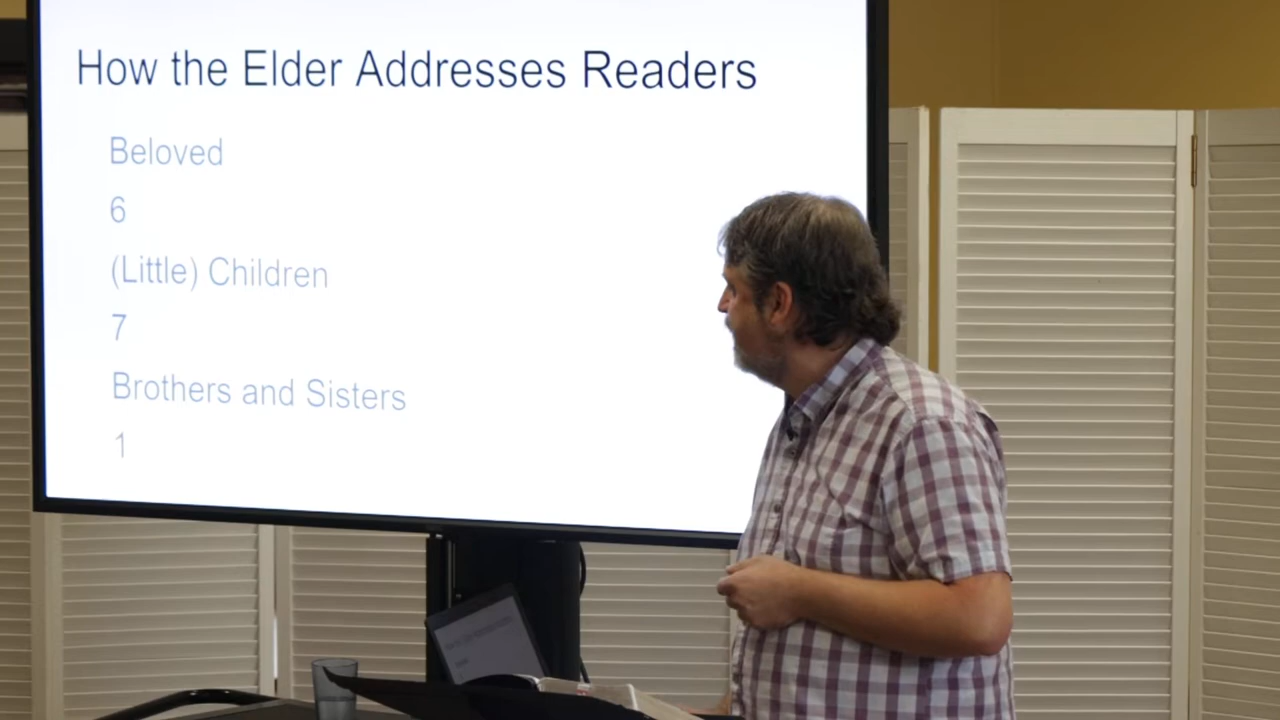 How the Elder Addresses Readers
Beloved
6
(Little) Children
7
Brothers and Sisters
1